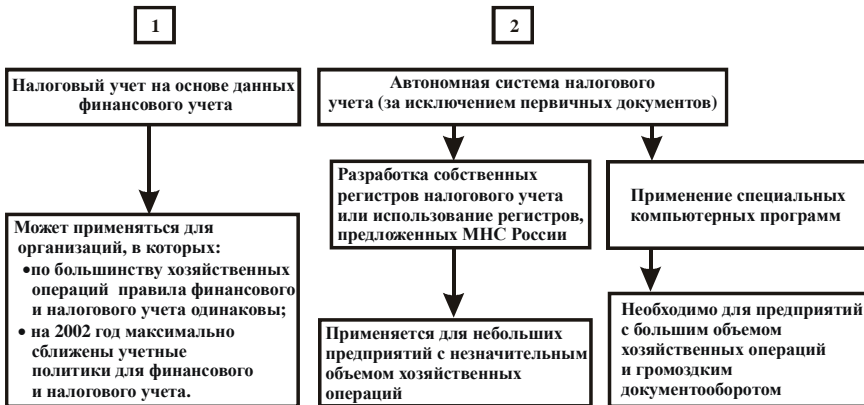 1
Налоговый учет на основе данных
финансового учета
Может применяться для
организаций, в которых:
•по большинству хозяйственных
операций правила финансового
и налогового учета одинаковы;
• на 2002 год максимально
сближены учетные
политики для финансового
и налогового учета.
2
Автономная система налогового
учета (за исключением первичных документов)
Разработка собственных
регистров налогового учета
или использование регистров,
предложенных МНС России
Применяется для небольших
предприятий с незначительным
объемом хозяйственных
операций
Применение специальных
компьютерных программ
Необходимо для предприятий
с большим объемом
хозяйственных операций
и громоздким
документооборотом